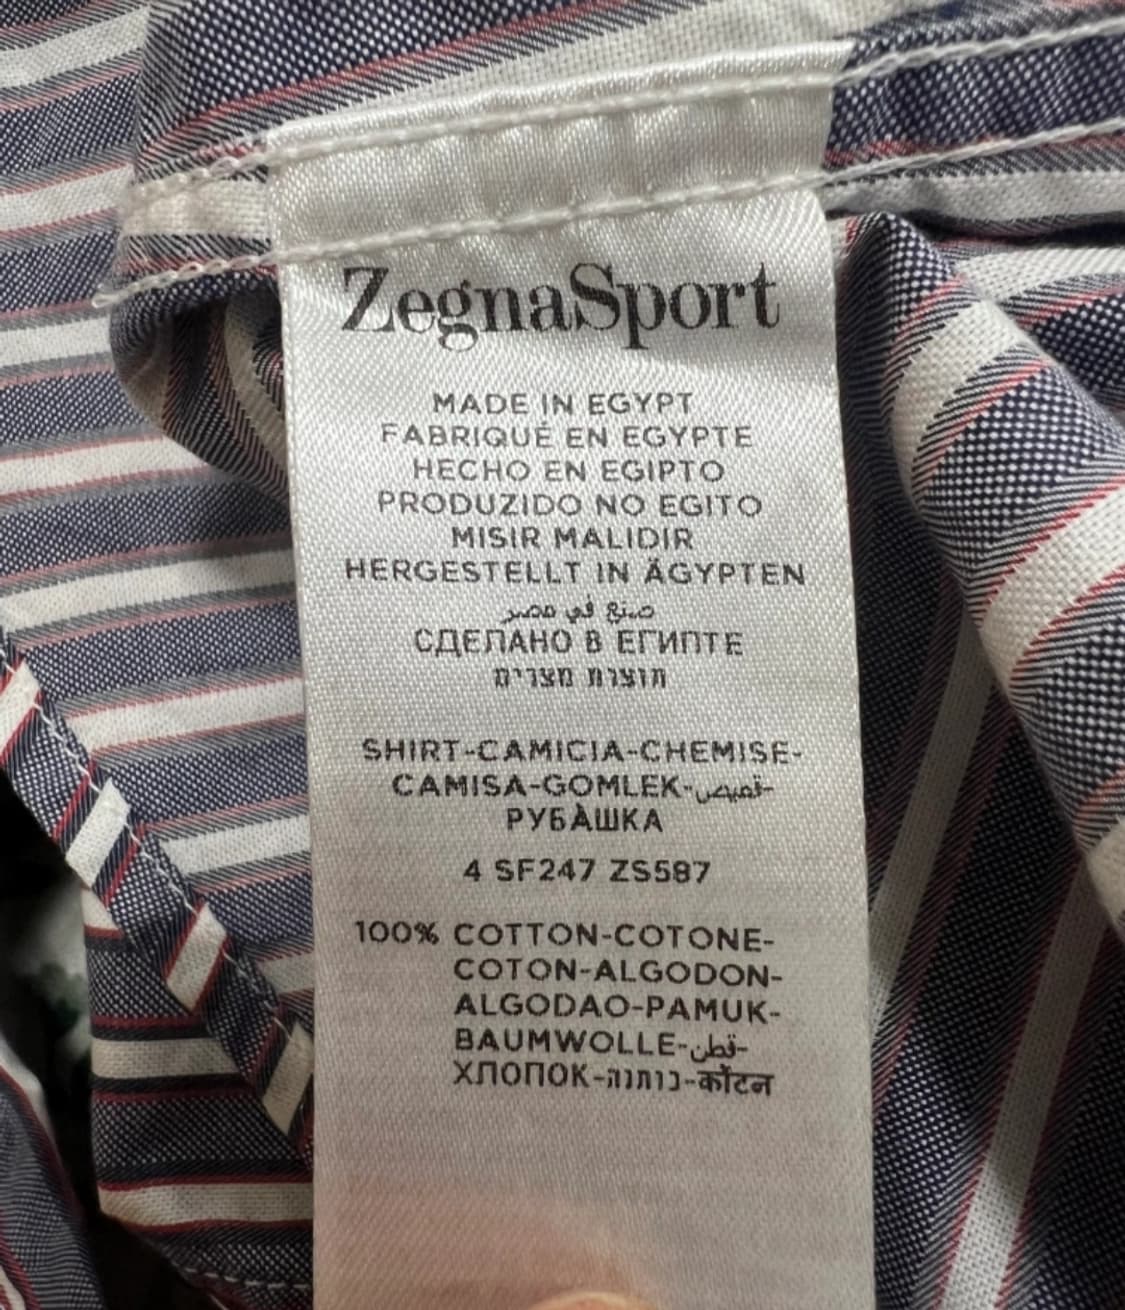 ZegnaSport
MADE IN EGYPT
FABRIQUÉ EN EGYPTE
HECHO EN EGIPTO
PRODUZIDO NO EGITO
MISIR MALIDIR
HERGESTELLT IN ÄGYPTEN
صنع في مصر
СДЕЛАНО В ЕГИПТЕ
תוצרת מצרים
SHIRT-CAMICIA-CHEMISE-
CAMISA-GOMLEK-قميص-
РУБÀШКА
4 SF247 ZS587
100% COTTON-COTONE-
COTON-ALGODON-
ALGODAO-PAMUK-
BAUMWOLLE-قطن-
ХЛОПОК-כותנה-कॉटन